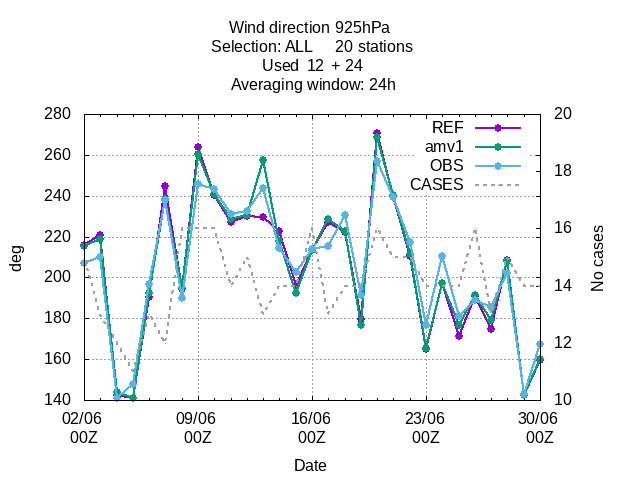 Wind direction 925hPa
Selection: ALL 20 stations
Used 12 + 24
Averaging window: 24h
280 20
REF
amv1
OBS
CASES
260
240
220
200
180
160
140
deg
18
16
14
12
10
No cases
02/06 09/06 16/06 23/06 30/06
00Z 00Z 00Z 00Z 00Z
Date